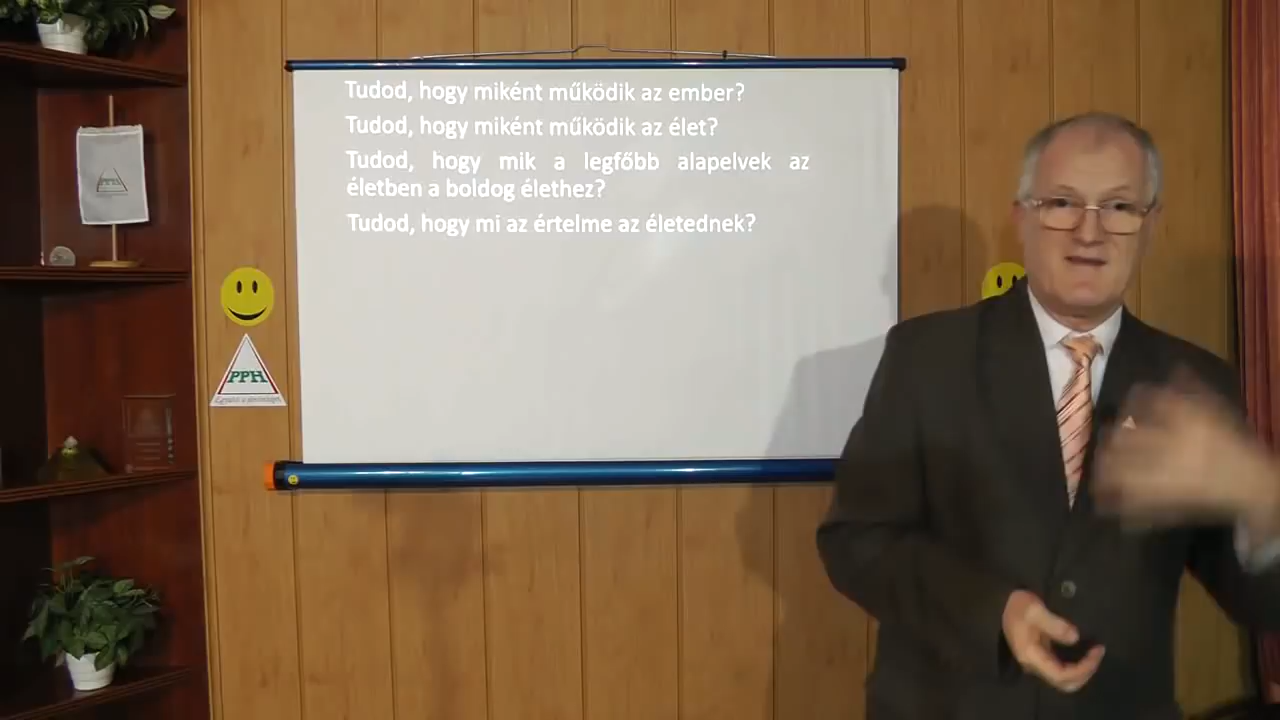 Tudod, hogy miként működik az ember?
Tudod, hogy miként működik az élet?
Tudod, hogy mik a legfőbb alapelvek az
életben a boldog élethez?
Tudod, hogy mi az értelme az életednek?
PPH